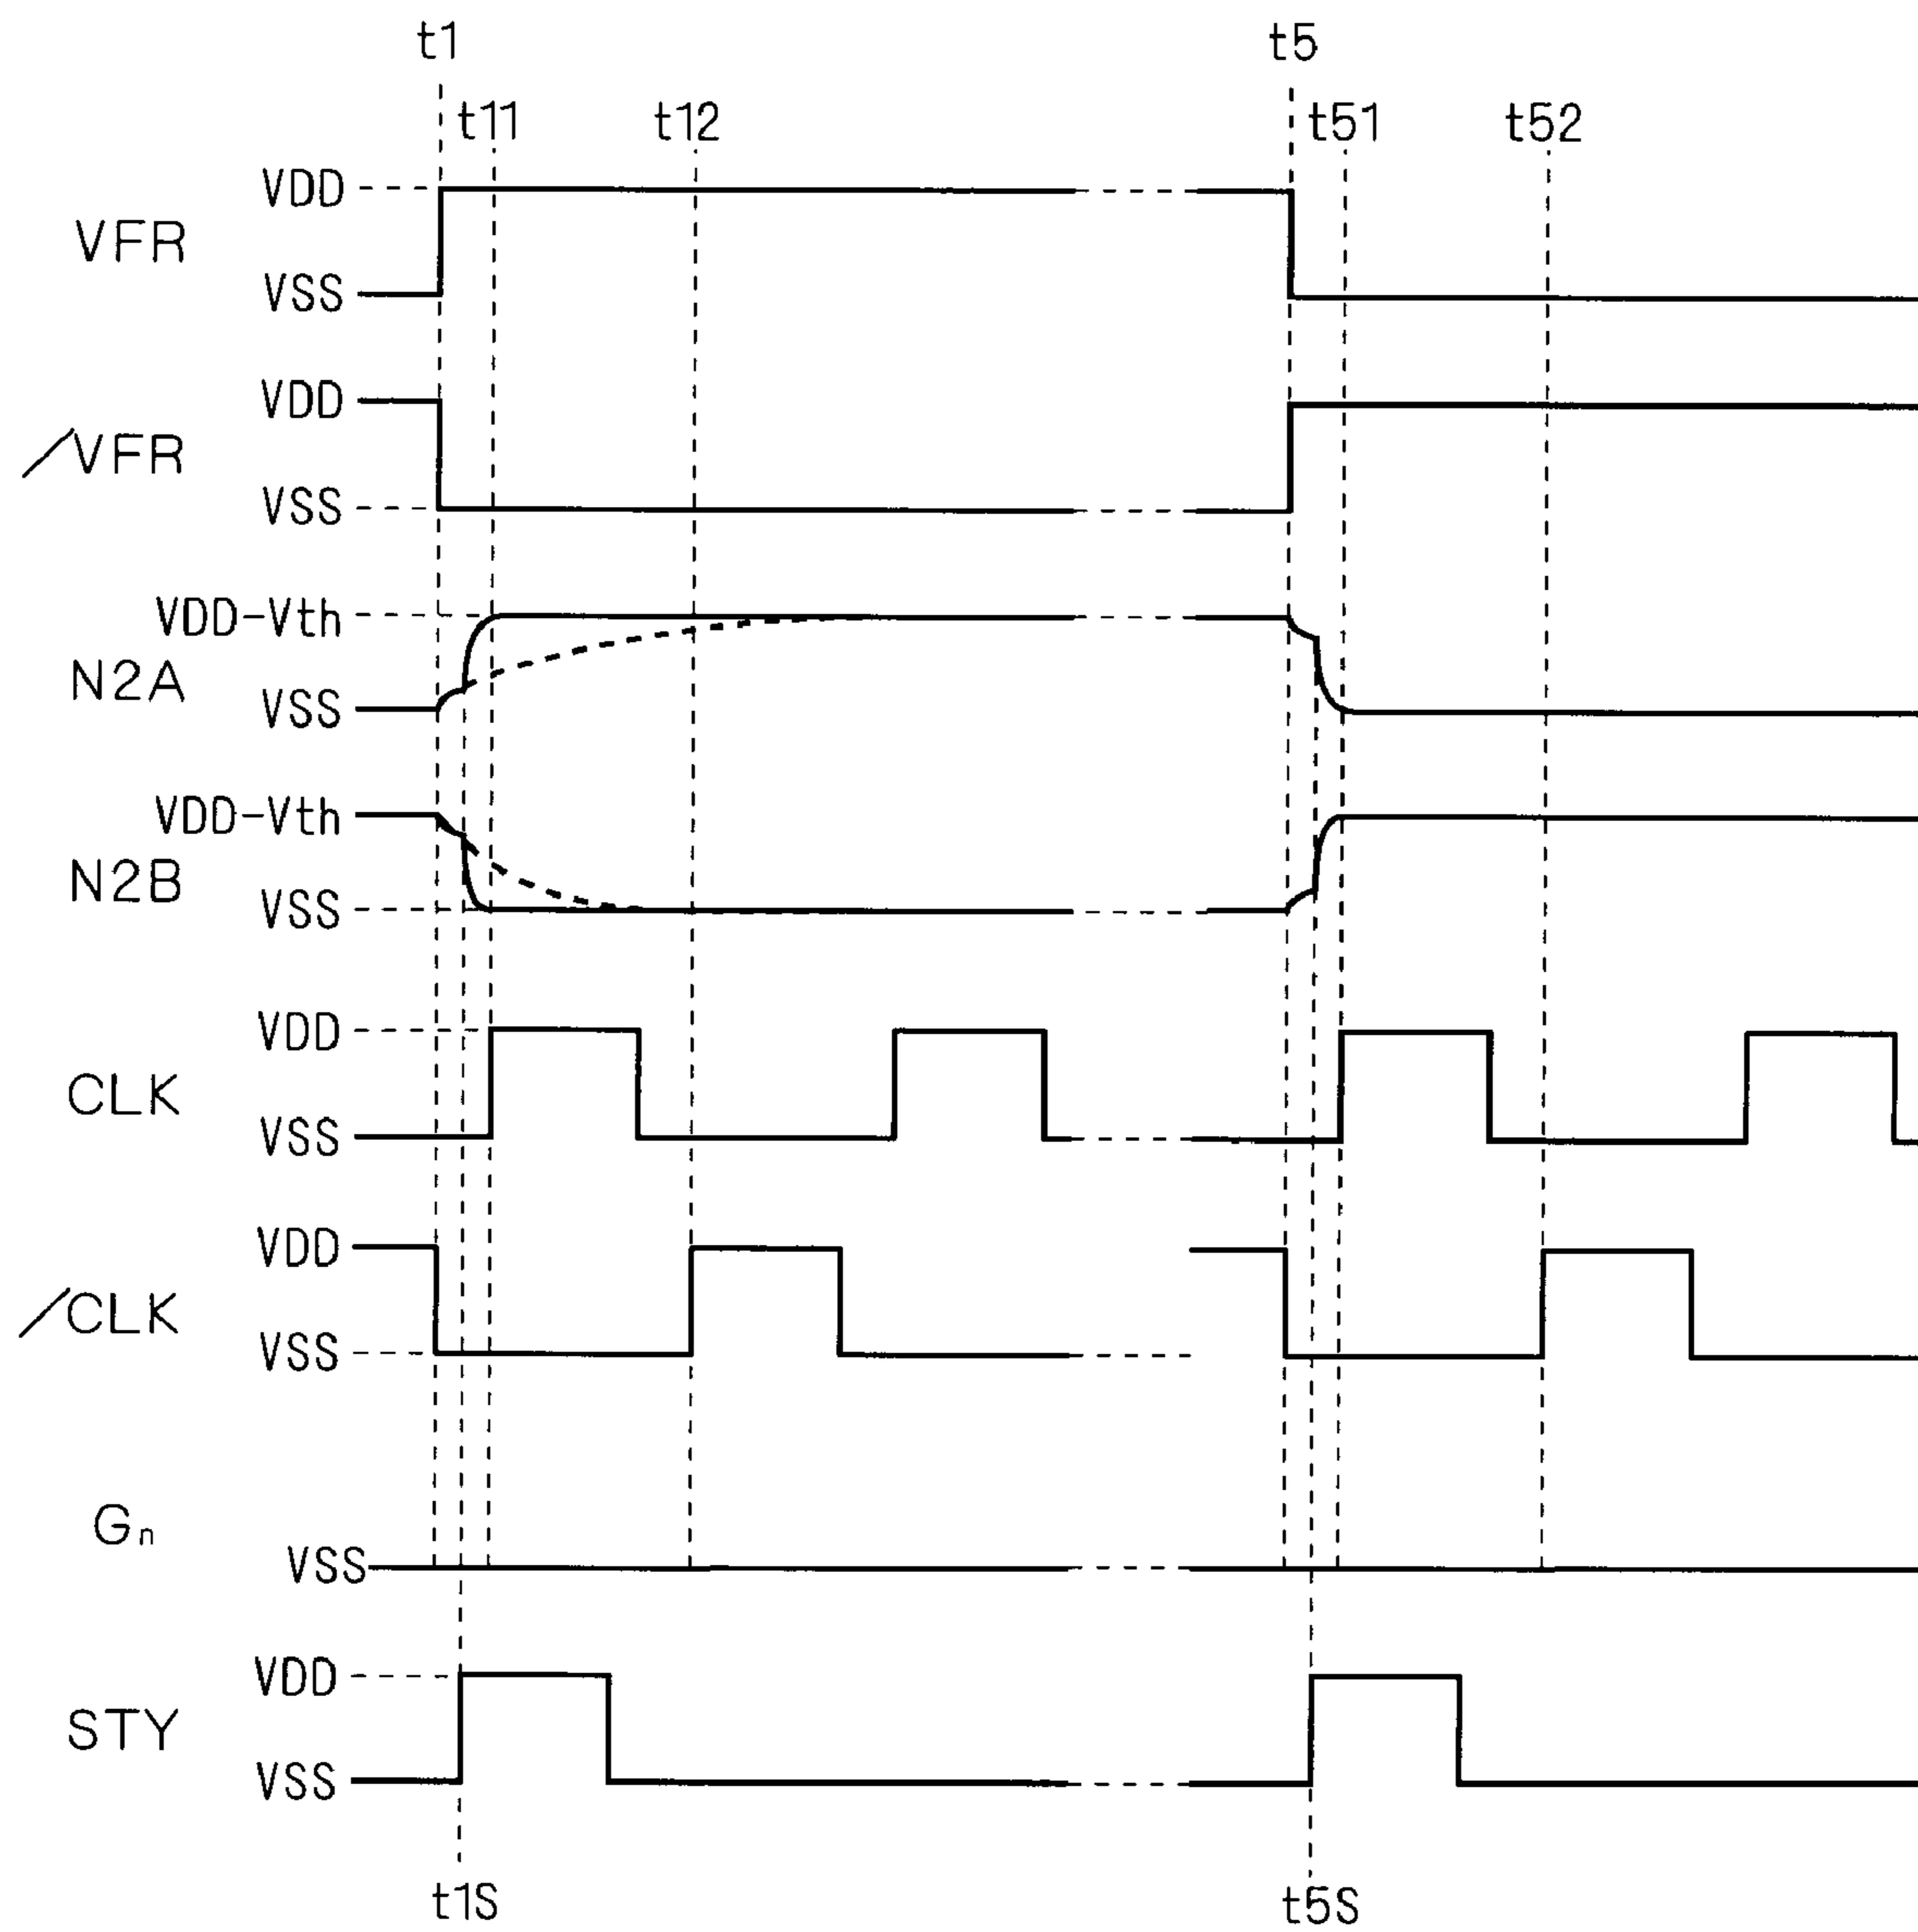 t1 t5
t11 t12 t51 t52
VDD
VFR
VSS
VDD
/VFR
VSS
VDD-Vth
N2A
VSS
VDD-Vth
N2B
VSS
VDD
CLK
VSS
VDD
/CLK
VSS
Gn
VSS
VDD
STY
VSS
t1S t5S